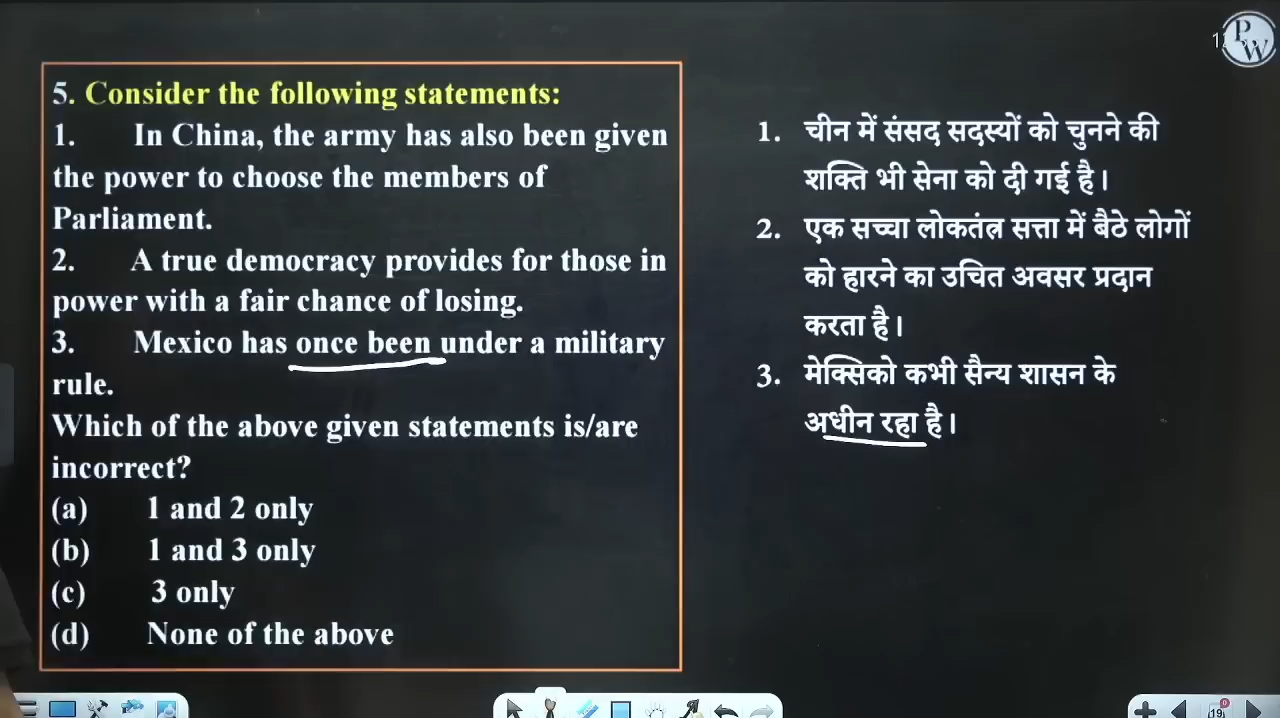 5. Consider the following statements:
1. In China, the army has also been given
the power to choose the members of
Parliament.
2. A true democracy provides for those in
power with a fair chance of losing.
3. Mexico has once been under a military
rule.
Which of the above given statements is/are
incorrect?
(a) 1 and 2 only
(b) 1 and 3 only
(c) 3 only
(d) None of the above
1. चीन में संसद सदस्यों को चुनने की
शक्ति भी सेना को दी गई है।
2. एक सच्चा लोकतंत्र सत्ता में बैठे लोगों
को हारने का उचित अवसर प्रदान
करता है।
3. मेक्सिको कभी सैन्य शासन के
अधीन रहा है।
PW
19